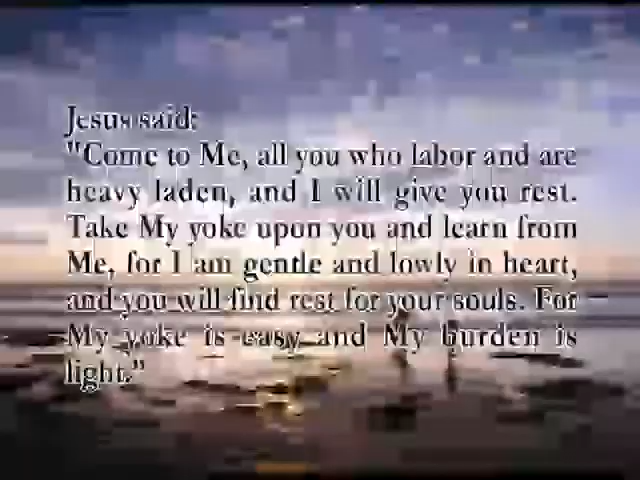 Jesus said:
"Come to Me, all you who labor and are
heavy laden, and I will give you rest.
Take My yoke upon you and learn from
Me, for I am gentle and lowly in heart,
and you will find rest for your souls. For
My yoke is easy and My burden is
light."